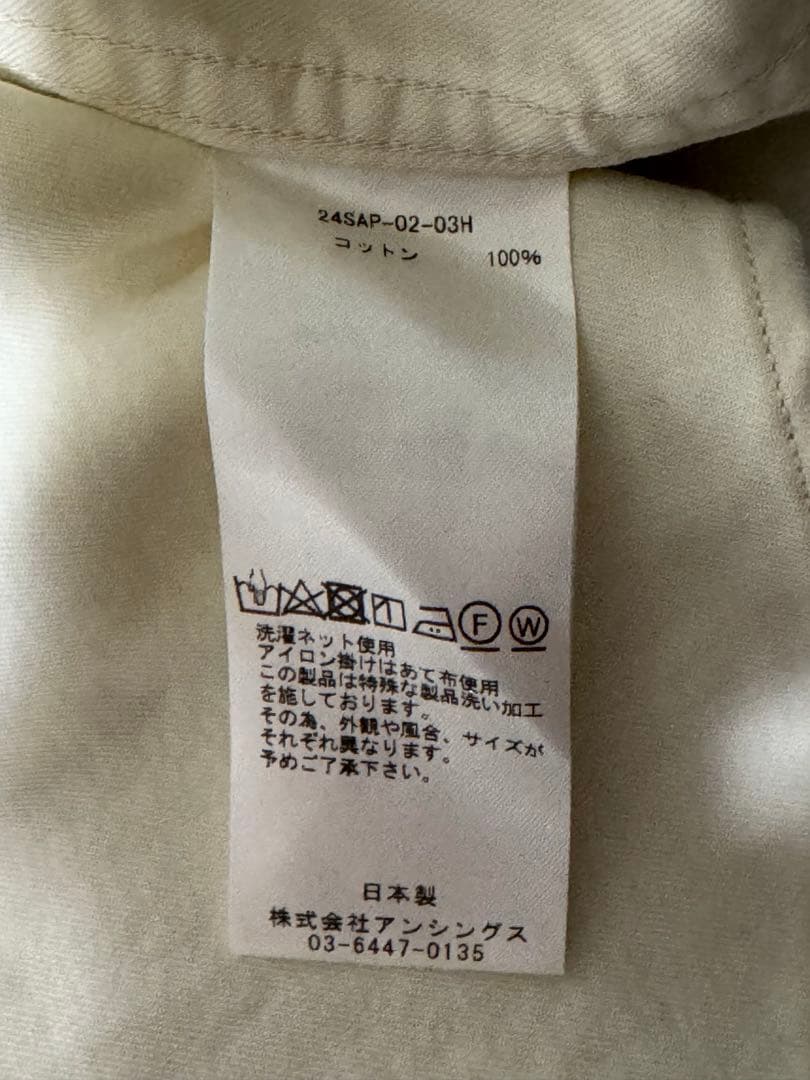 24SAP-02-03H
コットン 100%
F W
洗濯ネット使用
アイロン掛けはあて布使用
この製品は特殊な製品洗い加工
を施しております。
その為、外観や風合、サイズが
それぞれ異なります。
予めご了承下さい。
日本製
株式会社アンシングス
03-6447-0135